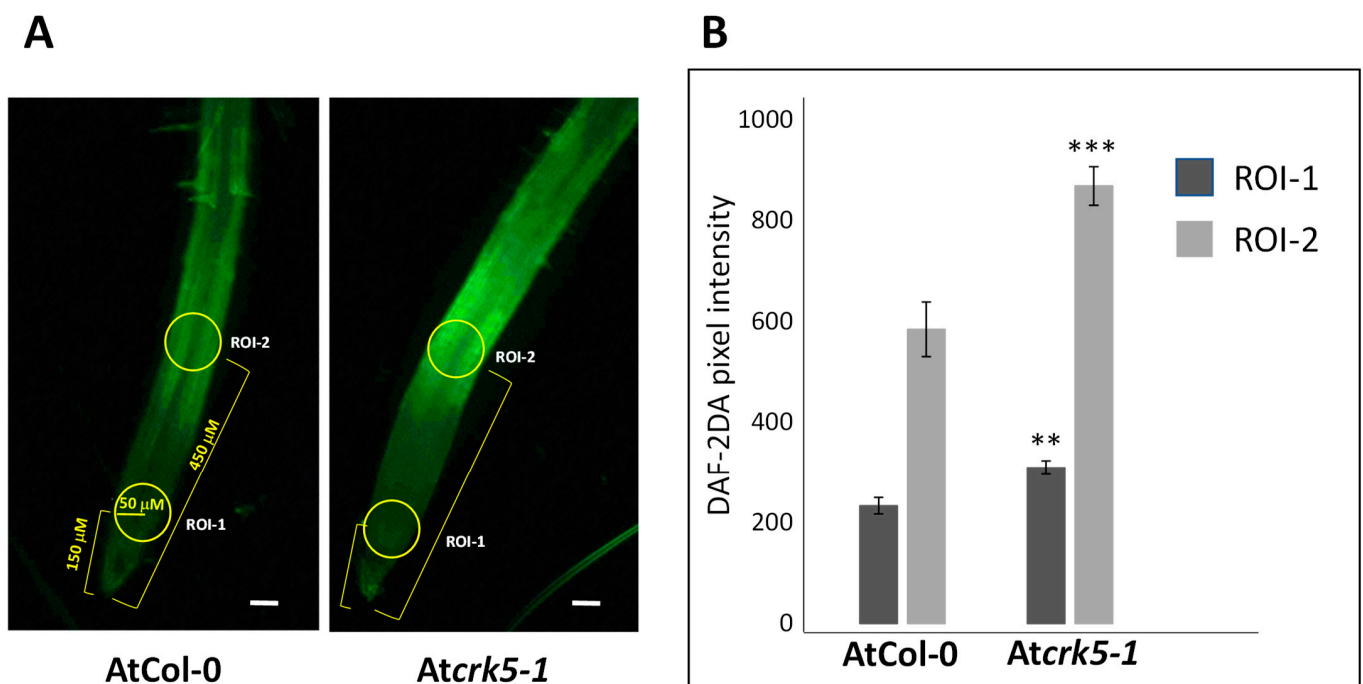 A
ROI-2
450 µM
50 µM
ROI-1
150 µM
AtCol-0
ROI-2
ROI-1
Atcrk5-1
B
DAF-2DA pixel intensity
1000
800
600
400
200
0
***
**
ROI-1
ROI-2
AtCol-0
Atcrk5-1